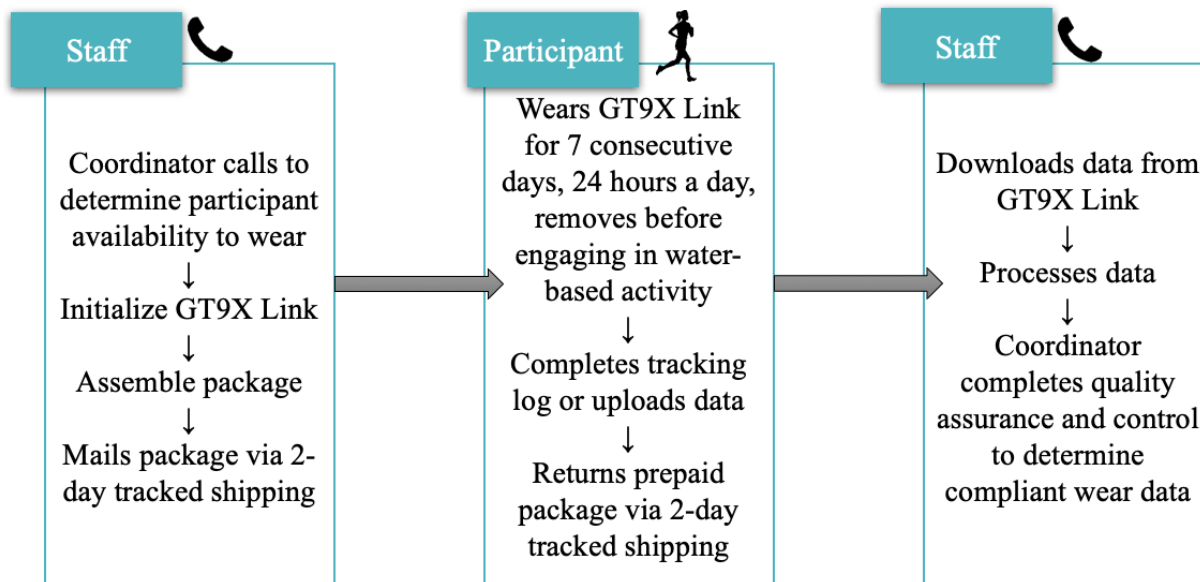 Staff
Coordinator calls to
determine participant
availability to wear
↓
Initialize GT9X Link
↓
Assemble package
↓
Mails package via 2-
day tracked shipping
Participant
Wears GT9X Link
for 7 consecutive
days, 24 hours a day,
removes before
engaging in water-
based activity
↓
Completes tracking
log or uploads data
↓
Returns prepaid
package via 2-day
tracked shipping
Staff
Downloads data from
GT9X Link
↓
Processes data
↓
Coordinator
completes quality
assurance and control
to determine
compliant wear data